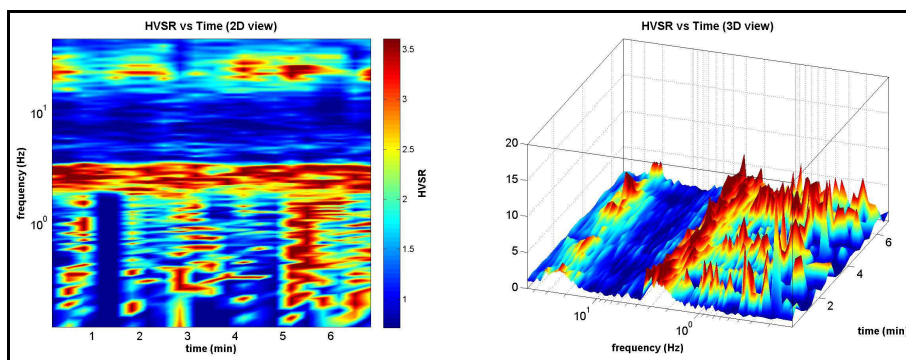 HVSR vs Time (2D view)
frequency (Hz)
10^1
10^0
1 2 3 4 5 6
time (min)
3.5
3
2.5
2
1.5
1
HVSR
HVSR vs Time (3D view)
20
15
10
5
0
10^1
10^0
frequency (Hz)
2
4
6
time (min)